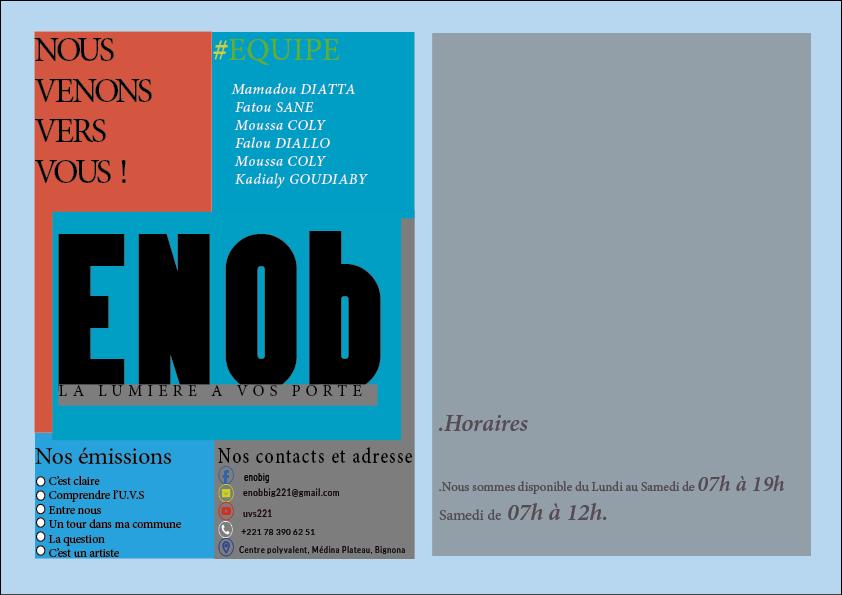 NOUS
VENONS
VERS
VOUS !
#EQUIPE
Mamadou DIATTA
Fatou SANE
Moussa COLY
Falou DIALLO
Moussa COLY
Kadialy GOUDIABY
ENOb
LA LUMIERE A VOS PORTE
Nos émissions
C'est claire
Comprendre l'U.V.S
Entre nous
Un tour dans ma commune
La question
C'est un artiste
Nos contacts et adresse
enobig
enobbig221@gmail.com
uvs221
+221 78 390 62 51
Centre polyvalent, Médina Plateau, Bignona
.Horaires
.Nous sommes disponible du Lundi au Samedi de 07h à 19h
Samedi de 07h à 12h.